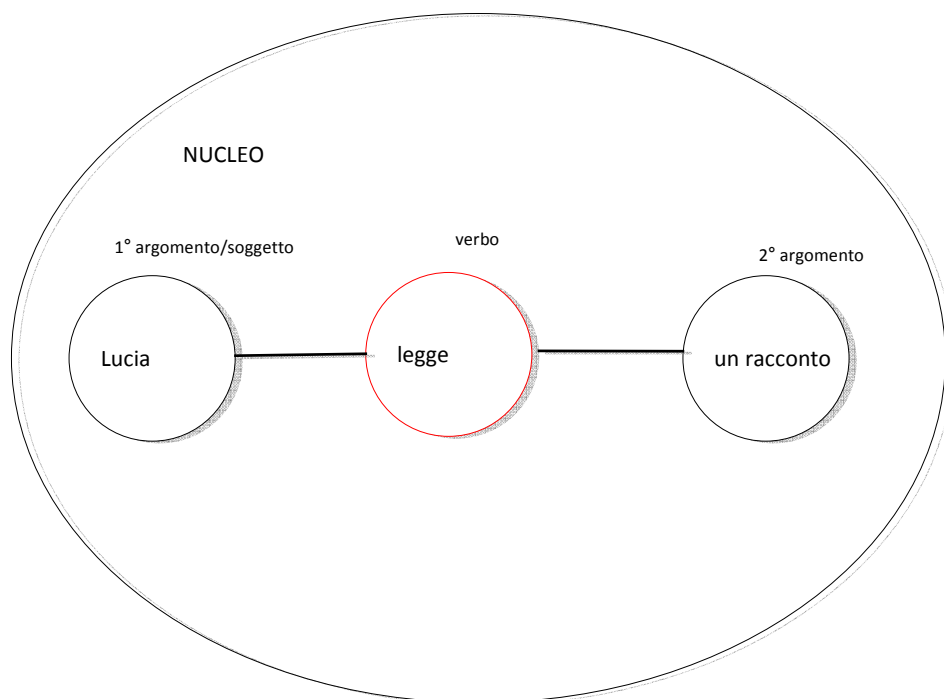 NUCLEO
1° argomento/soggetto
verbo
2° argomento
Lucia
legge
un racconto